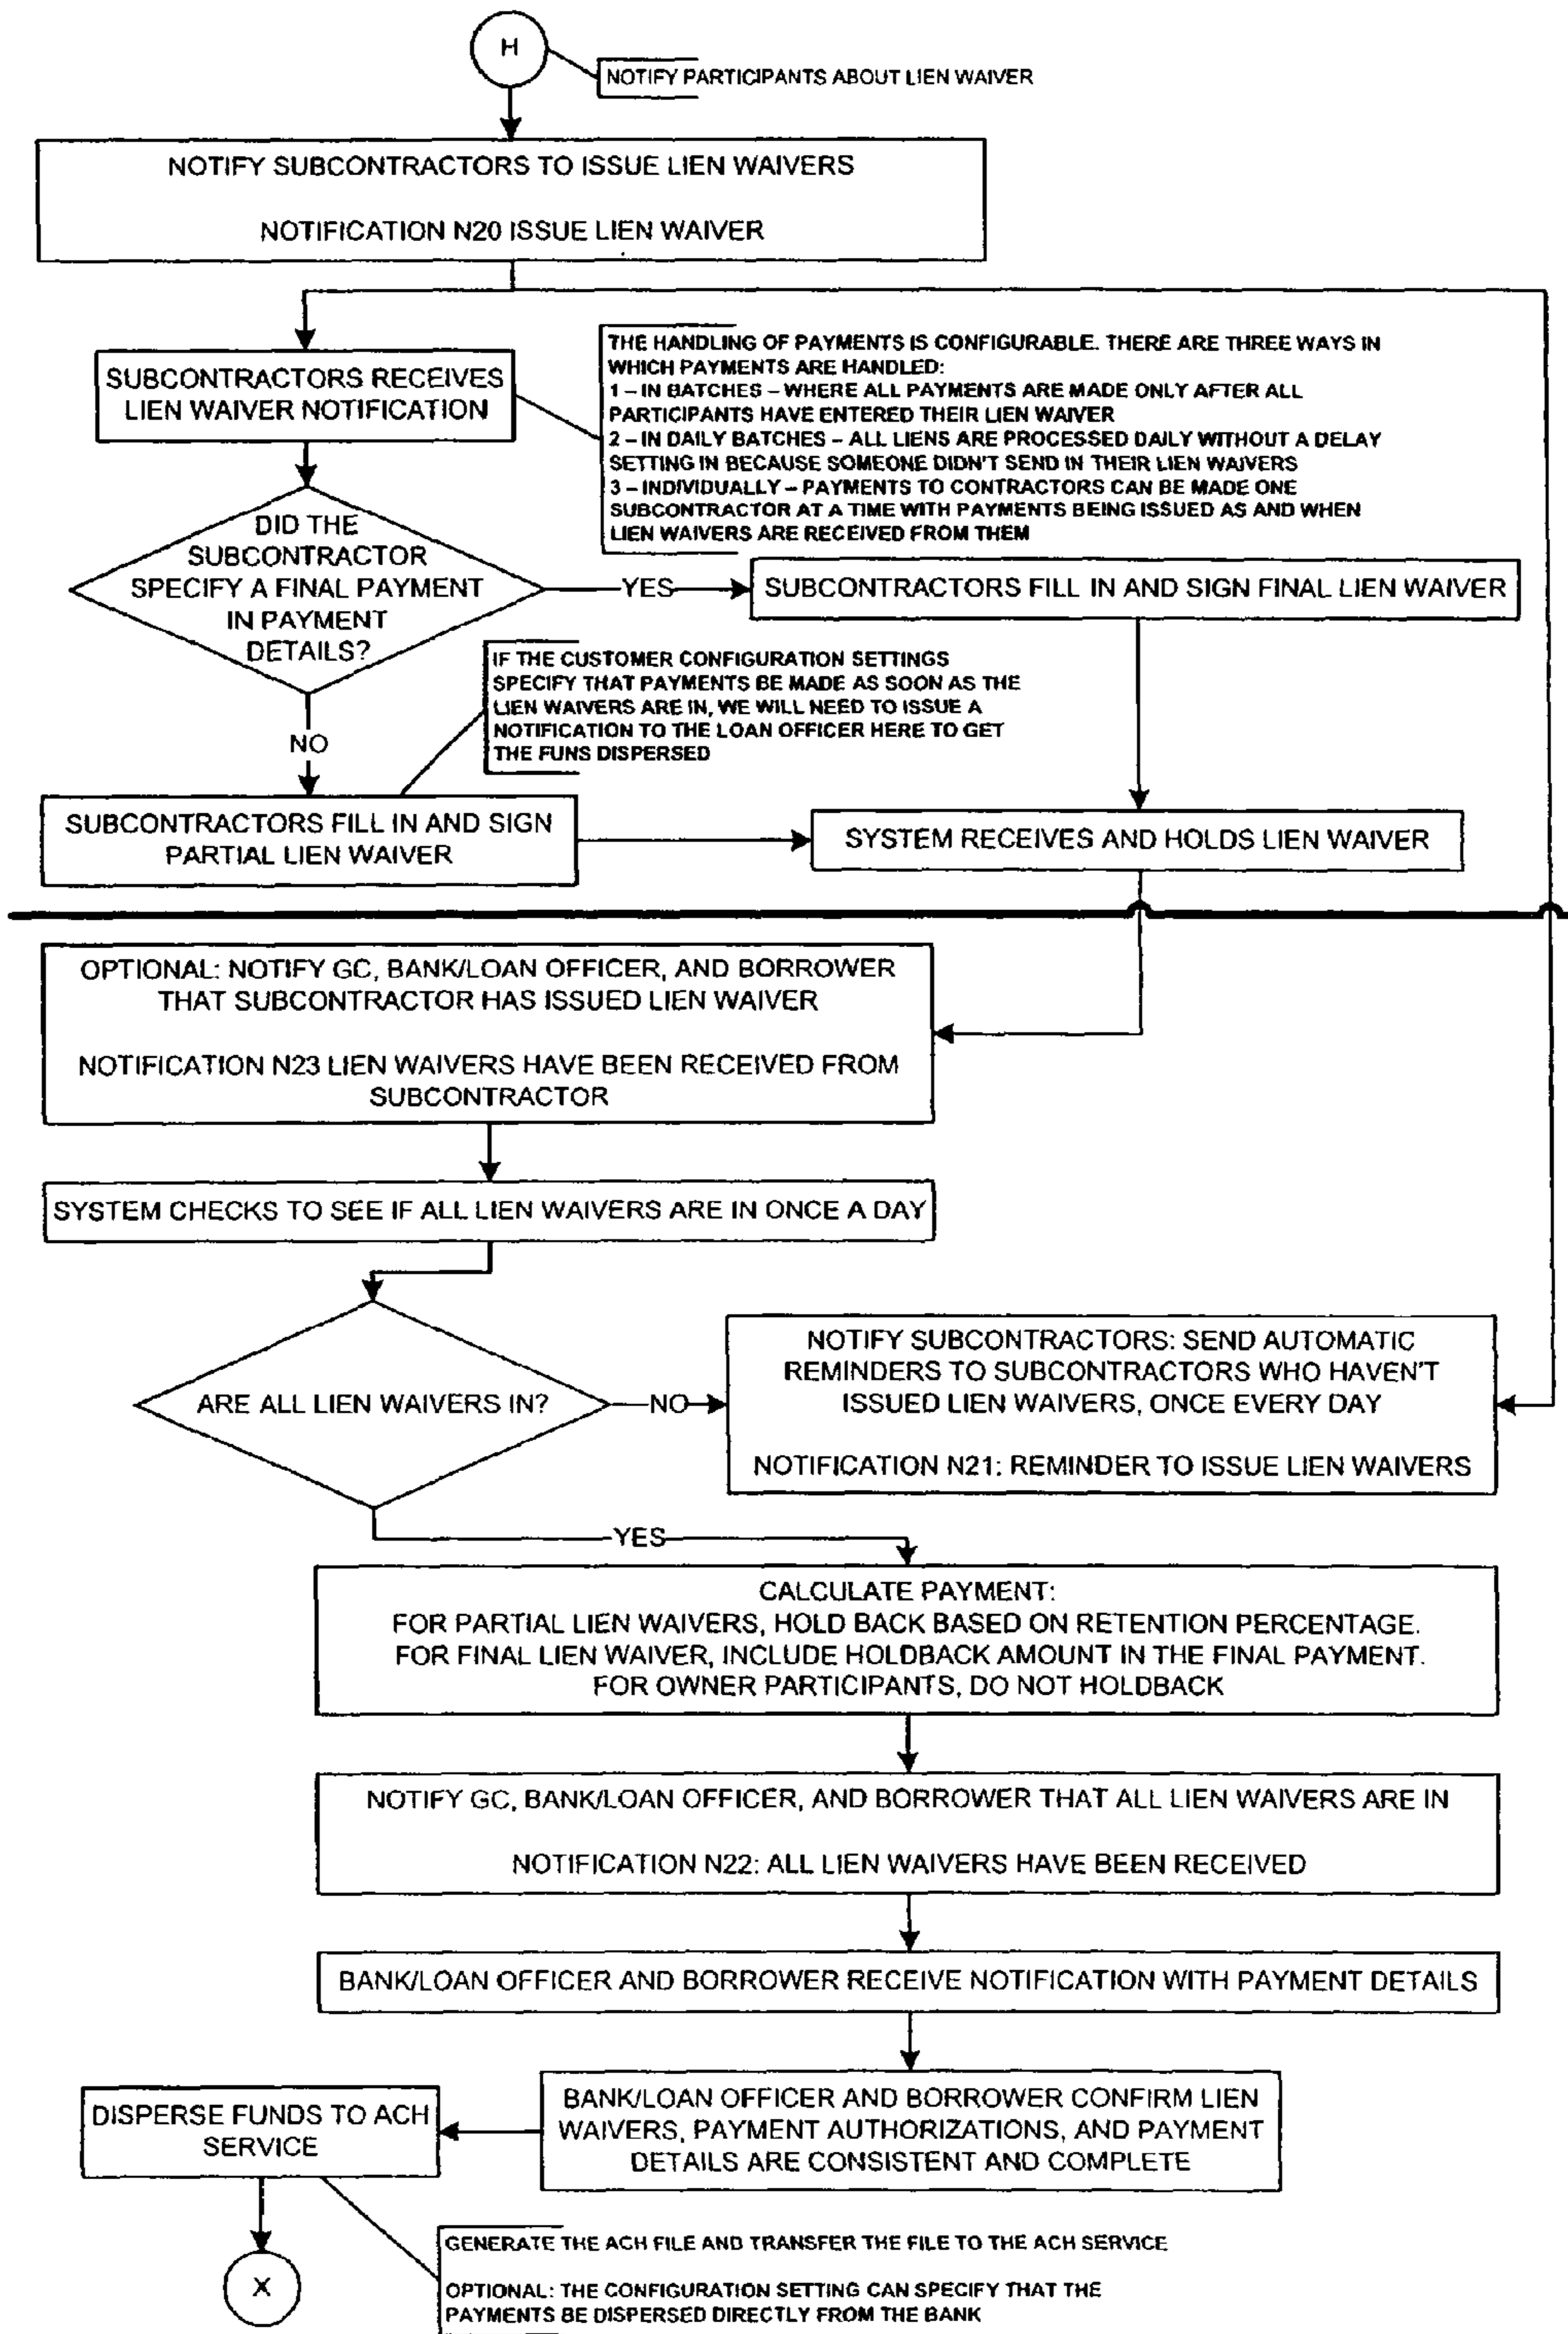 H
NOTIFY PARTICIPANTS ABOUT LIEN WAIVER
NOTIFY SUBCONTRACTORS TO ISSUE LIEN WAIVERS
NOTIFICATION N20 ISSUE LIEN WAIVER
SUBCONTRACTORS RECEIVES
LIEN WAIVER NOTIFICATION
THE HANDLING OF PAYMENTS IS CONFIGURABLE. THERE ARE THREE WAYS IN
WHICH PAYMENTS ARE HANDLED:
1 – IN BATCHES – WHERE ALL PAYMENTS ARE MADE ONLY AFTER ALL
PARTICIPANTS HAVE ENTERED THEIR LIEN WAIVER
2 – IN DAILY BATCHES – ALL LIENS ARE PROCESSED DAILY WITHOUT A DELAY
SETTING IN BECAUSE SOMEONE DIDN'T SEND IN THEIR LIEN WAIVERS
3 – INDIVIDUALLY – PAYMENTS TO CONTRACTORS CAN BE MADE ONE
SUBCONTRACTOR AT A TIME WITH PAYMENTS BEING ISSUED AS AND WHEN
LIEN WAIVERS ARE RECEIVED FROM THEM
DID THE
SUBCONTRACTOR
SPECIFY A FINAL PAYMENT
IN PAYMENT
DETAILS?
YES
SUBCONTRACTORS FILL IN AND SIGN FINAL LIEN WAIVER
IF THE CUSTOMER CONFIGURATION SETTINGS
SPECIFY THAT PAYMENTS BE MADE AS SOON AS THE
LIEN WAIVERS ARE IN, WE WILL NEED TO ISSUE A
NOTIFICATION TO THE LOAN OFFICER HERE TO GET
THE FUNS DISPERSED
NO
SUBCONTRACTORS FILL IN AND SIGN
PARTIAL LIEN WAIVER
SYSTEM RECEIVES AND HOLDS LIEN WAIVER
OPTIONAL: NOTIFY GC, BANK/LOAN OFFICER, AND BORROWER
THAT SUBCONTRACTOR HAS ISSUED LIEN WAIVER
NOTIFICATION N23 LIEN WAIVERS HAVE BEEN RECEIVED FROM
SUBCONTRACTOR
SYSTEM CHECKS TO SEE IF ALL LIEN WAIVERS ARE IN ONCE A DAY
ARE ALL LIEN WAIVERS IN?
NO
NOTIFY SUBCONTRACTORS: SEND AUTOMATIC
REMINDERS TO SUBCONTRACTORS WHO HAVEN'T
ISSUED LIEN WAIVERS, ONCE EVERY DAY
NOTIFICATION N21: REMINDER TO ISSUE LIEN WAIVERS
YES
CALCULATE PAYMENT:
FOR PARTIAL LIEN WAIVERS, HOLD BACK BASED ON RETENTION PERCENTAGE.
FOR FINAL LIEN WAIVER, INCLUDE HOLDBACK AMOUNT IN THE FINAL PAYMENT.
FOR OWNER PARTICIPANTS, DO NOT HOLDBACK
NOTIFY GC, BANK/LOAN OFFICER, AND BORROWER THAT ALL LIEN WAIVERS ARE IN
NOTIFICATION N22: ALL LIEN WAIVERS HAVE BEEN RECEIVED
BANK/LOAN OFFICER AND BORROWER RECEIVE NOTIFICATION WITH PAYMENT DETAILS
BANK/LOAN OFFICER AND BORROWER CONFIRM LIEN
WAIVERS, PAYMENT AUTHORIZATIONS, AND PAYMENT
DETAILS ARE CONSISTENT AND COMPLETE
DISPERSE FUNDS TO ACH
SERVICE
X
GENERATE THE ACH FILE AND TRANSFER THE FILE TO THE ACH SERVICE
OPTIONAL: THE CONFIGURATION SETTING CAN SPECIFY THAT THE
PAYMENTS BE DISPERSED DIRECTLY FROM THE BANK